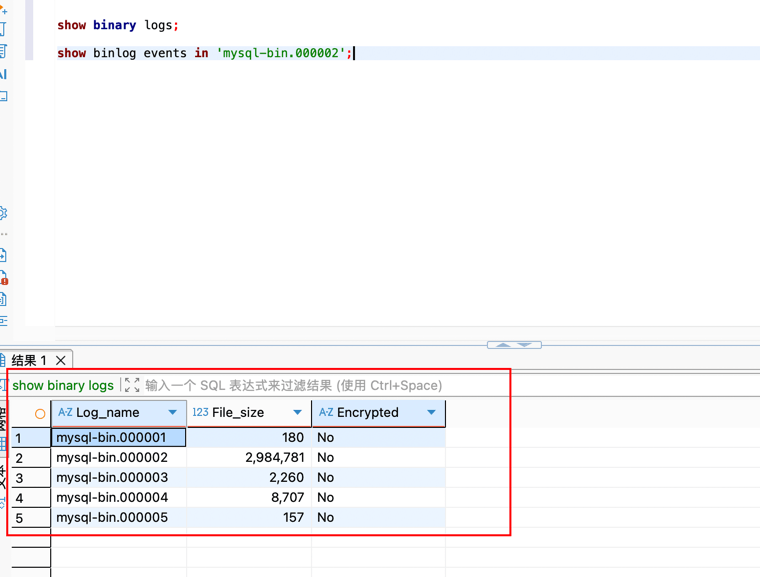 show binary logs;
show binlog events in 'mysql-bin.000002';
AI
结果 1
show binary logs 输入一个 SQL 表达式来过滤结果 (使用 Ctrl+Space)
A-Z Log_name 123 File_size A-Z Encrypted
1 mysql-bin.000001 180 No
2 mysql-bin.000002 2,984,781 No
3 mysql-bin.000003 2,260 No
4 mysql-bin.000004 8,707 No
5 mysql-bin.000005 157 No